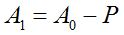 A₁ = A₀ − P